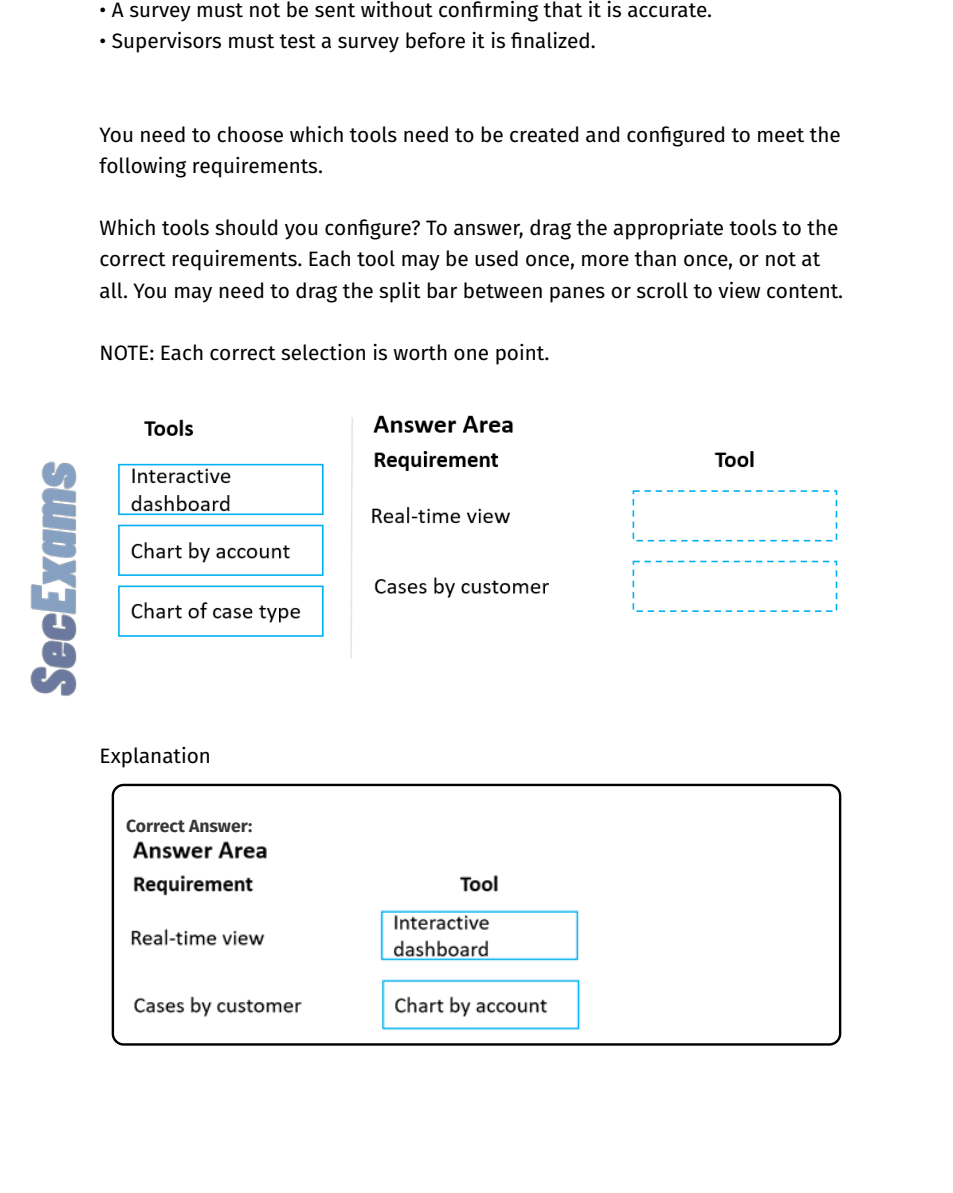 • A survey must not be sent without confirming that it is accurate.
• Supervisors must test a survey before it is finalized.
You need to choose which tools need to be created and configured to meet the
following requirements.
Which tools should you configure? To answer, drag the appropriate tools to the
correct requirements. Each tool may be used once, more than once, or not at
all. You may need to drag the split bar between panes or scroll to view content.
NOTE: Each correct selection is worth one point.
Tools
Interactive
dashboard
Chart by account
Chart of case type
Answer Area
Requirement Tool
Real-time view
Cases by customer
SecExams
Explanation
Correct Answer:
Answer Area
Requirement Tool
Real-time view
Interactive
dashboard
Cases by customer
Chart by account